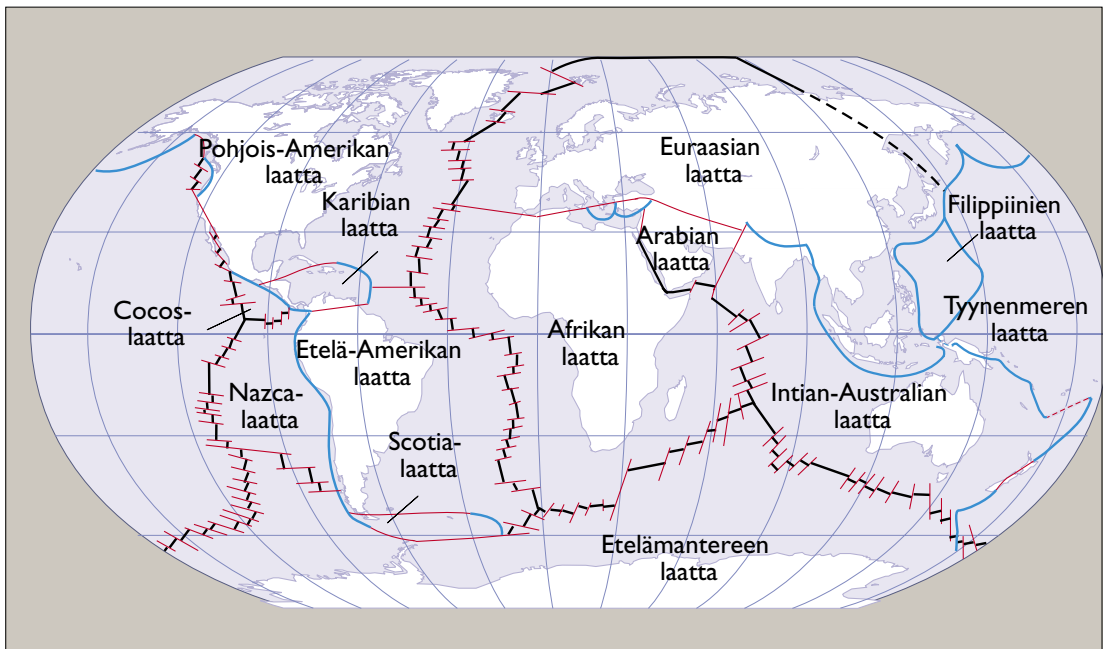 Pohjois-Amerikan
laatta
Euraasian
laatta
Karibian
laatta
Filippiinien
laatta
Arabian
laatta
Cocos-
laatta
Tyynenmeren
laatta
Afrikan
laatta
Etelä-Amerikan
laatta
Nazca-
laatta
Intian-Australian
laatta
Scotia-
laatta
Etelämantereen
laatta